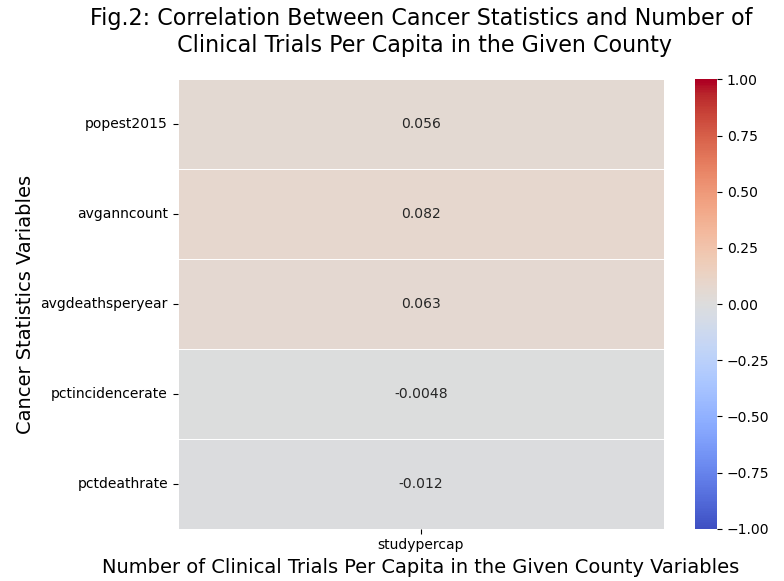 Fig.2: Correlation Between Cancer Statistics and Number of
Clinical Trials Per Capita in the Given County
Cancer Statistics Variables
popest2015
0.056
avganncount
0.082
avgdeathsperyear
0.063
pctincidencerate
-0.0048
pctdeathrate
-0.012
studypercap
Number of Clinical Trials Per Capita in the Given County Variables
1.00
0.75
0.50
0.25
0.00
−0.25
−0.50
−0.75
−1.00